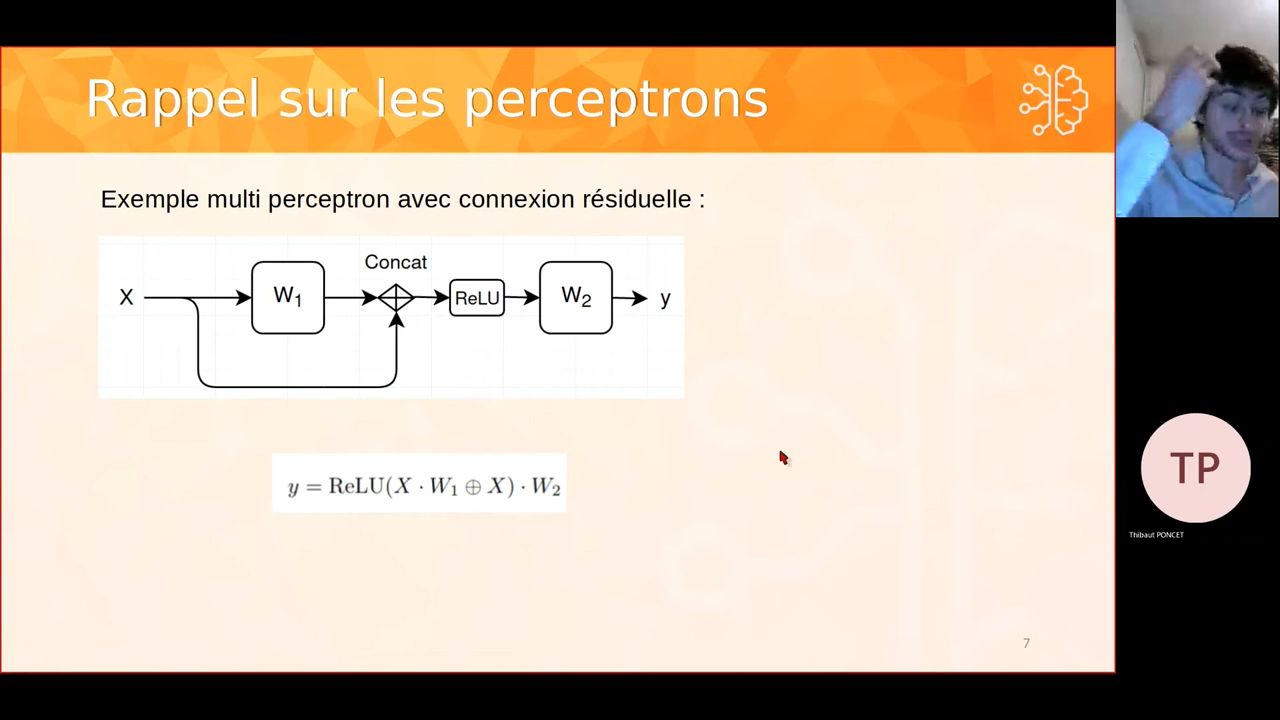 Rappel sur les perceptrons
Exemple multi perceptron avec connexion résiduelle :
Concat
X W₁ ReLU W₂ y
y = ReLU(X · W₁ ⊕ X) · W₂
7
TP
Thibaut PONCET